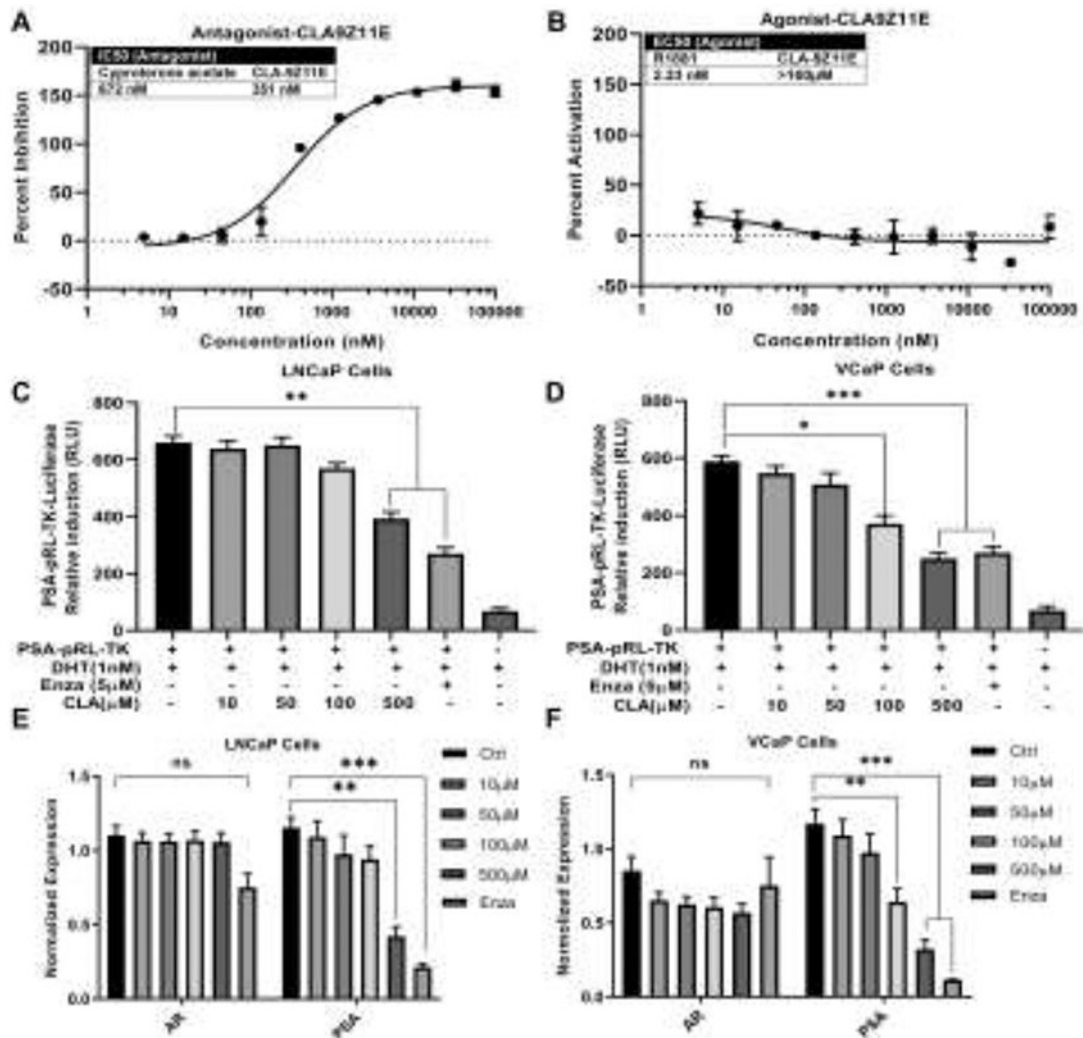 A
Antagonist-CLA9Z11E
IC50 (Antagonist)
Cyproterone acetate CLA-9Z11E
672 nM 351 nM
200
150
100
50
0
-50
Percent Inhibition
1 10 100 1000 10000 100000
Concentration (nM)
B
Agonist-CLA9Z11E
EC50 (Agonist)
R1881 CLA-9Z11E
2.23 nM >100μM
200
150
100
50
0
-50
Percent Activation
1 10 100 1000 10000 100000
Concentration (nM)
C
LNCaP Cells
**
800
600
400
200
0
PSA-pRL-TK-Luciferase
Relative induction (RLU)
PSA-pRL-TK + + + + + + -
DHT(1nM) + + + + + + +
Enza (5μM) - - - - - + -
CLA(μM) - 10 50 100 500 - -
D
VCaP Cells
***
*
800
600
400
200
0
PSA-pRL-TK-Luciferase
Relative induction (RLU)
PSA-pRL-TK + + + + + + -
DHT(1nM) + + + + + + +
Enza (5μM) - - - - - + -
CLA(μM) - 10 50 100 500 - -
E
LNCaP Cells
ns
***
**
1.5
1.0
0.5
0.0
Normalized Expression
AR PSA
Ctrl
10μM
50μM
100μM
500μM
Enza
F
VCaP Cells
ns
***
**
1.5
1.0
0.5
0.0
Normalized Expression
AR PSA
Ctrl
10μM
50μM
100μM
500μM
Enza